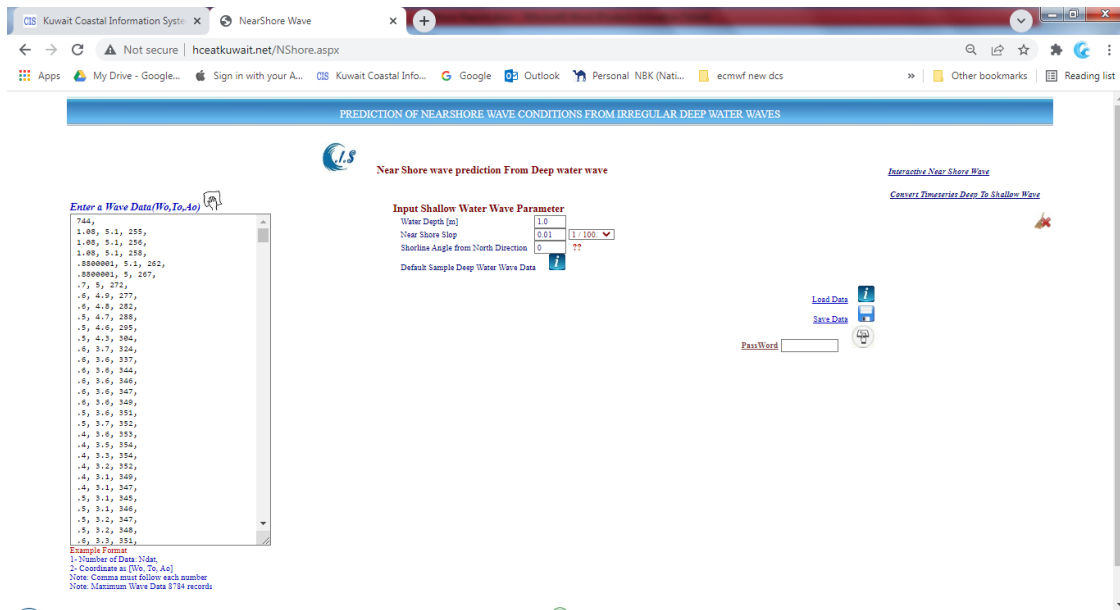 CIS Kuwait Coastal Information Syste
NearShore Wave
Not secure | hceatkuwait.net/NShore.aspx
Apps My Drive - Google... Sign in with your A... CIS Kuwait Coastal Info... Google Outlook Personal NBK (Nati... ecmwf new dcs » Other bookmarks Reading list
PREDICTION OF NEARSHORE WAVE CONDITIONS FROM IRREGULAR DEEP WATER WAVES
C.I.S
Near Shore wave prediction From Deep water wave
Interactive Near Shore Wave
Convert Timeseries Deep To Shallow Wave
Enter a Wave Data(Wo,To,Ao)
744,
1.08, 5.1, 255,
1.08, 5.1, 256,
1.08, 5.1, 258,
.8800001, 5.1, 262,
.8800001, 5, 267,
.7, 5, 272,
.6, 4.9, 277,
.6, 4.8, 282,
.5, 4.7, 288,
.5, 4.6, 295,
.5, 4.3, 304,
.6, 3.7, 324,
.6, 3.6, 337,
.6, 3.6, 344,
.6, 3.6, 346,
.6, 3.6, 347,
.6, 3.6, 349,
.5, 3.6, 351,
.5, 3.7, 352,
.4, 3.6, 353,
.4, 3.5, 354,
.4, 3.3, 354,
.4, 3.2, 352,
.4, 3.1, 349,
.4, 3.1, 347,
.5, 3.1, 345,
.5, 3.1, 346,
.5, 3.2, 347,
.5, 3.2, 348,
.6, 3.3, 351,
Example Format
1- Number of Data: Ndat,
2- Coordinate as [Wo, To, Ao]
Note: Comma must follow each number
Note: Maximum Wave Data 8784 records
Input Shallow Water Wave Parameter
Water Depth [m] 1.0
Near Shore Slop 0.01 1 / 100.
Shorline Angle from North Direction 0 ??
Default Sample Deep Water Wave Data
Load Data
Save Data
PassWord